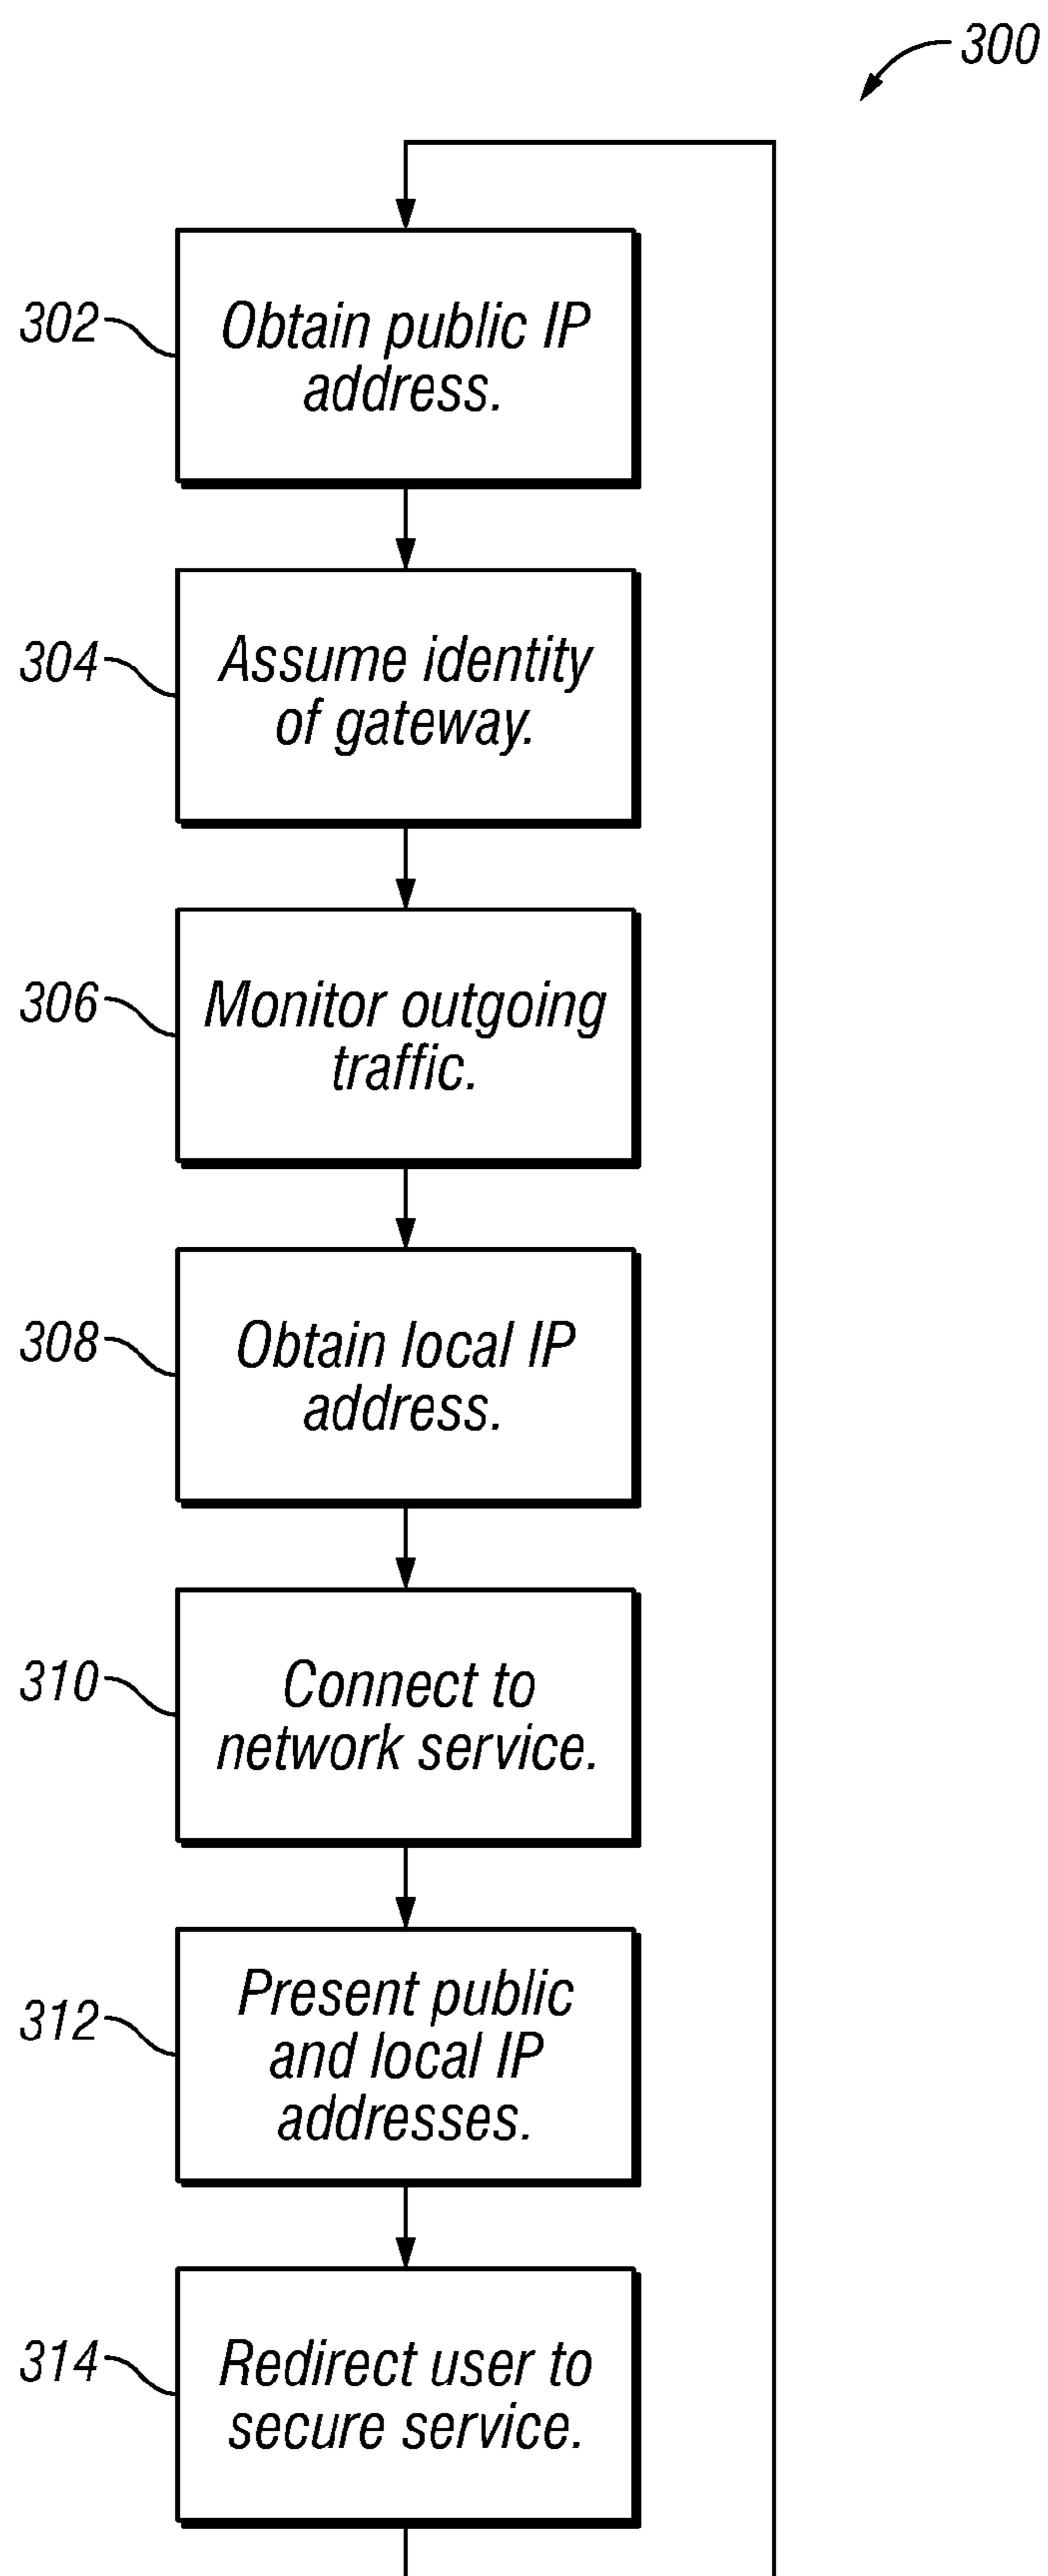 300
302
Obtain public IP
address.
304
Assume identity
of gateway.
306
Monitor outgoing
traffic.
308
Obtain local IP
address.
310
Connect to
network service.
312
Present public
and local IP
addresses.
314
Redirect user to
secure service.